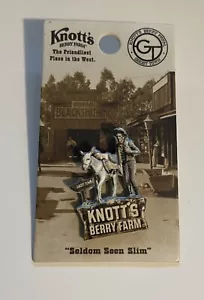 Knott's
BERRY FARM
The Friendliest
Place in the West.
GT
KNOTT'S
BERRY FARM
"Seldom Seen Slim"